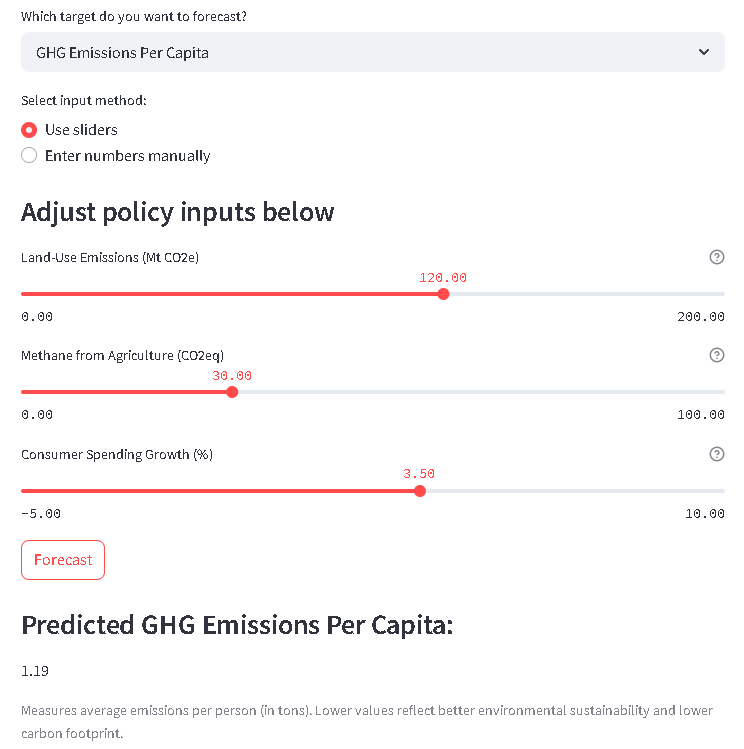 Which target do you want to forecast?
GHG Emissions Per Capita
Select input method:
Use sliders
Enter numbers manually
Adjust policy inputs below
Land-Use Emissions (Mt CO2e)
?
120.00
0.00 200.00
Methane from Agriculture (CO2eq)
?
30.00
0.00 100.00
Consumer Spending Growth (%)
?
3.50
-5.00 10.00
Forecast
Predicted GHG Emissions Per Capita:
1.19
Measures average emissions per person (in tons). Lower values reflect better environmental sustainability and lower
carbon footprint.